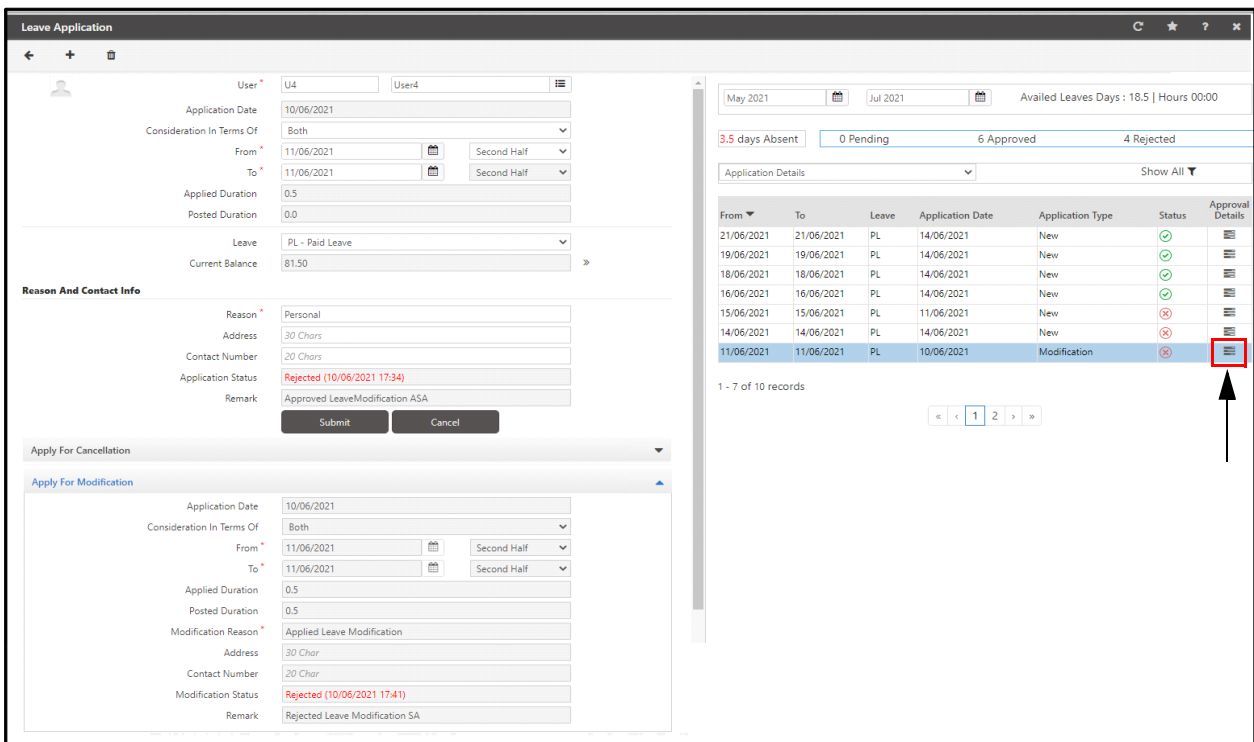 Leave Application
?
User *
U4
User4
Application Date
10/06/2021
Consideration In Terms Of
Both
From *
11/06/2021
Second Half
To *
11/06/2021
Second Half
Applied Duration
0.5
Posted Duration
0.0
Leave
PL - Paid Leave
Current Balance
81.50
»
Reason And Contact Info
Reason *
Personal
Address
30 Chars
Contact Number
20 Chars
Application Status
Rejected (10/06/2021 17:34)
Remark
Approved LeaveModification ASA
Submit
Cancel
Apply For Cancellation
Apply For Modification
Application Date
10/06/2021
Consideration In Terms Of
Both
From *
11/06/2021
Second Half
To *
11/06/2021
Second Half
Applied Duration
0.5
Posted Duration
0.5
Modification Reason *
Applied Leave Modification
Address
30 Char
Contact Number
20 Char
Modification Status
Rejected (10/06/2021 17:41)
Remark
Rejected Leave Modification SA
May 2021
Jul 2021
Availed Leaves Days : 18.5 | Hours 00:00
3.5 days Absent
0 Pending
6 Approved
4 Rejected
Application Details
Show All
From To Leave Application Date Application Type Status Approval Details
21/06/2021 21/06/2021 PL 14/06/2021 New
19/06/2021 19/06/2021 PL 14/06/2021 New
18/06/2021 18/06/2021 PL 14/06/2021 New
16/06/2021 16/06/2021 PL 14/06/2021 New
15/06/2021 15/06/2021 PL 11/06/2021 New
14/06/2021 14/06/2021 PL 14/06/2021 New
11/06/2021 11/06/2021 PL 10/06/2021 Modification
1 - 7 of 10 records
« ‹ 1 2 › »